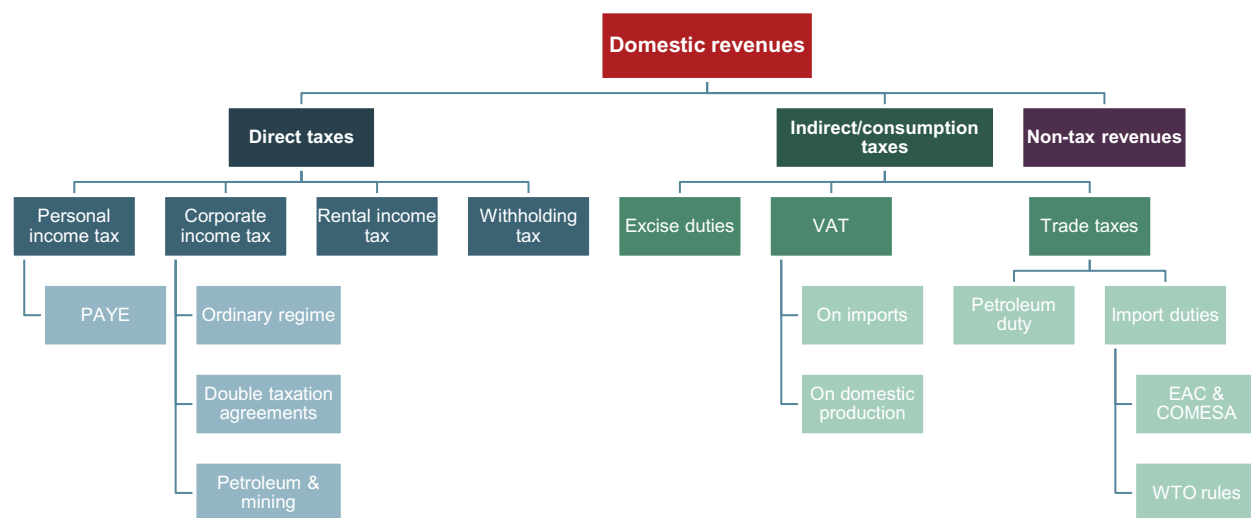 Domestic revenues
Direct taxes
Indirect/consumption
taxes
Non-tax revenues
Personal
income tax
Corporate
income tax
Rental income
tax
Withholding
tax
Excise duties
VAT
Trade taxes
PAYE
Ordinary regime
On imports
Petroleum
duty
Import duties
Double taxation
agreements
On domestic
production
EAC &
COMESA
Petroleum &
mining
WTO rules